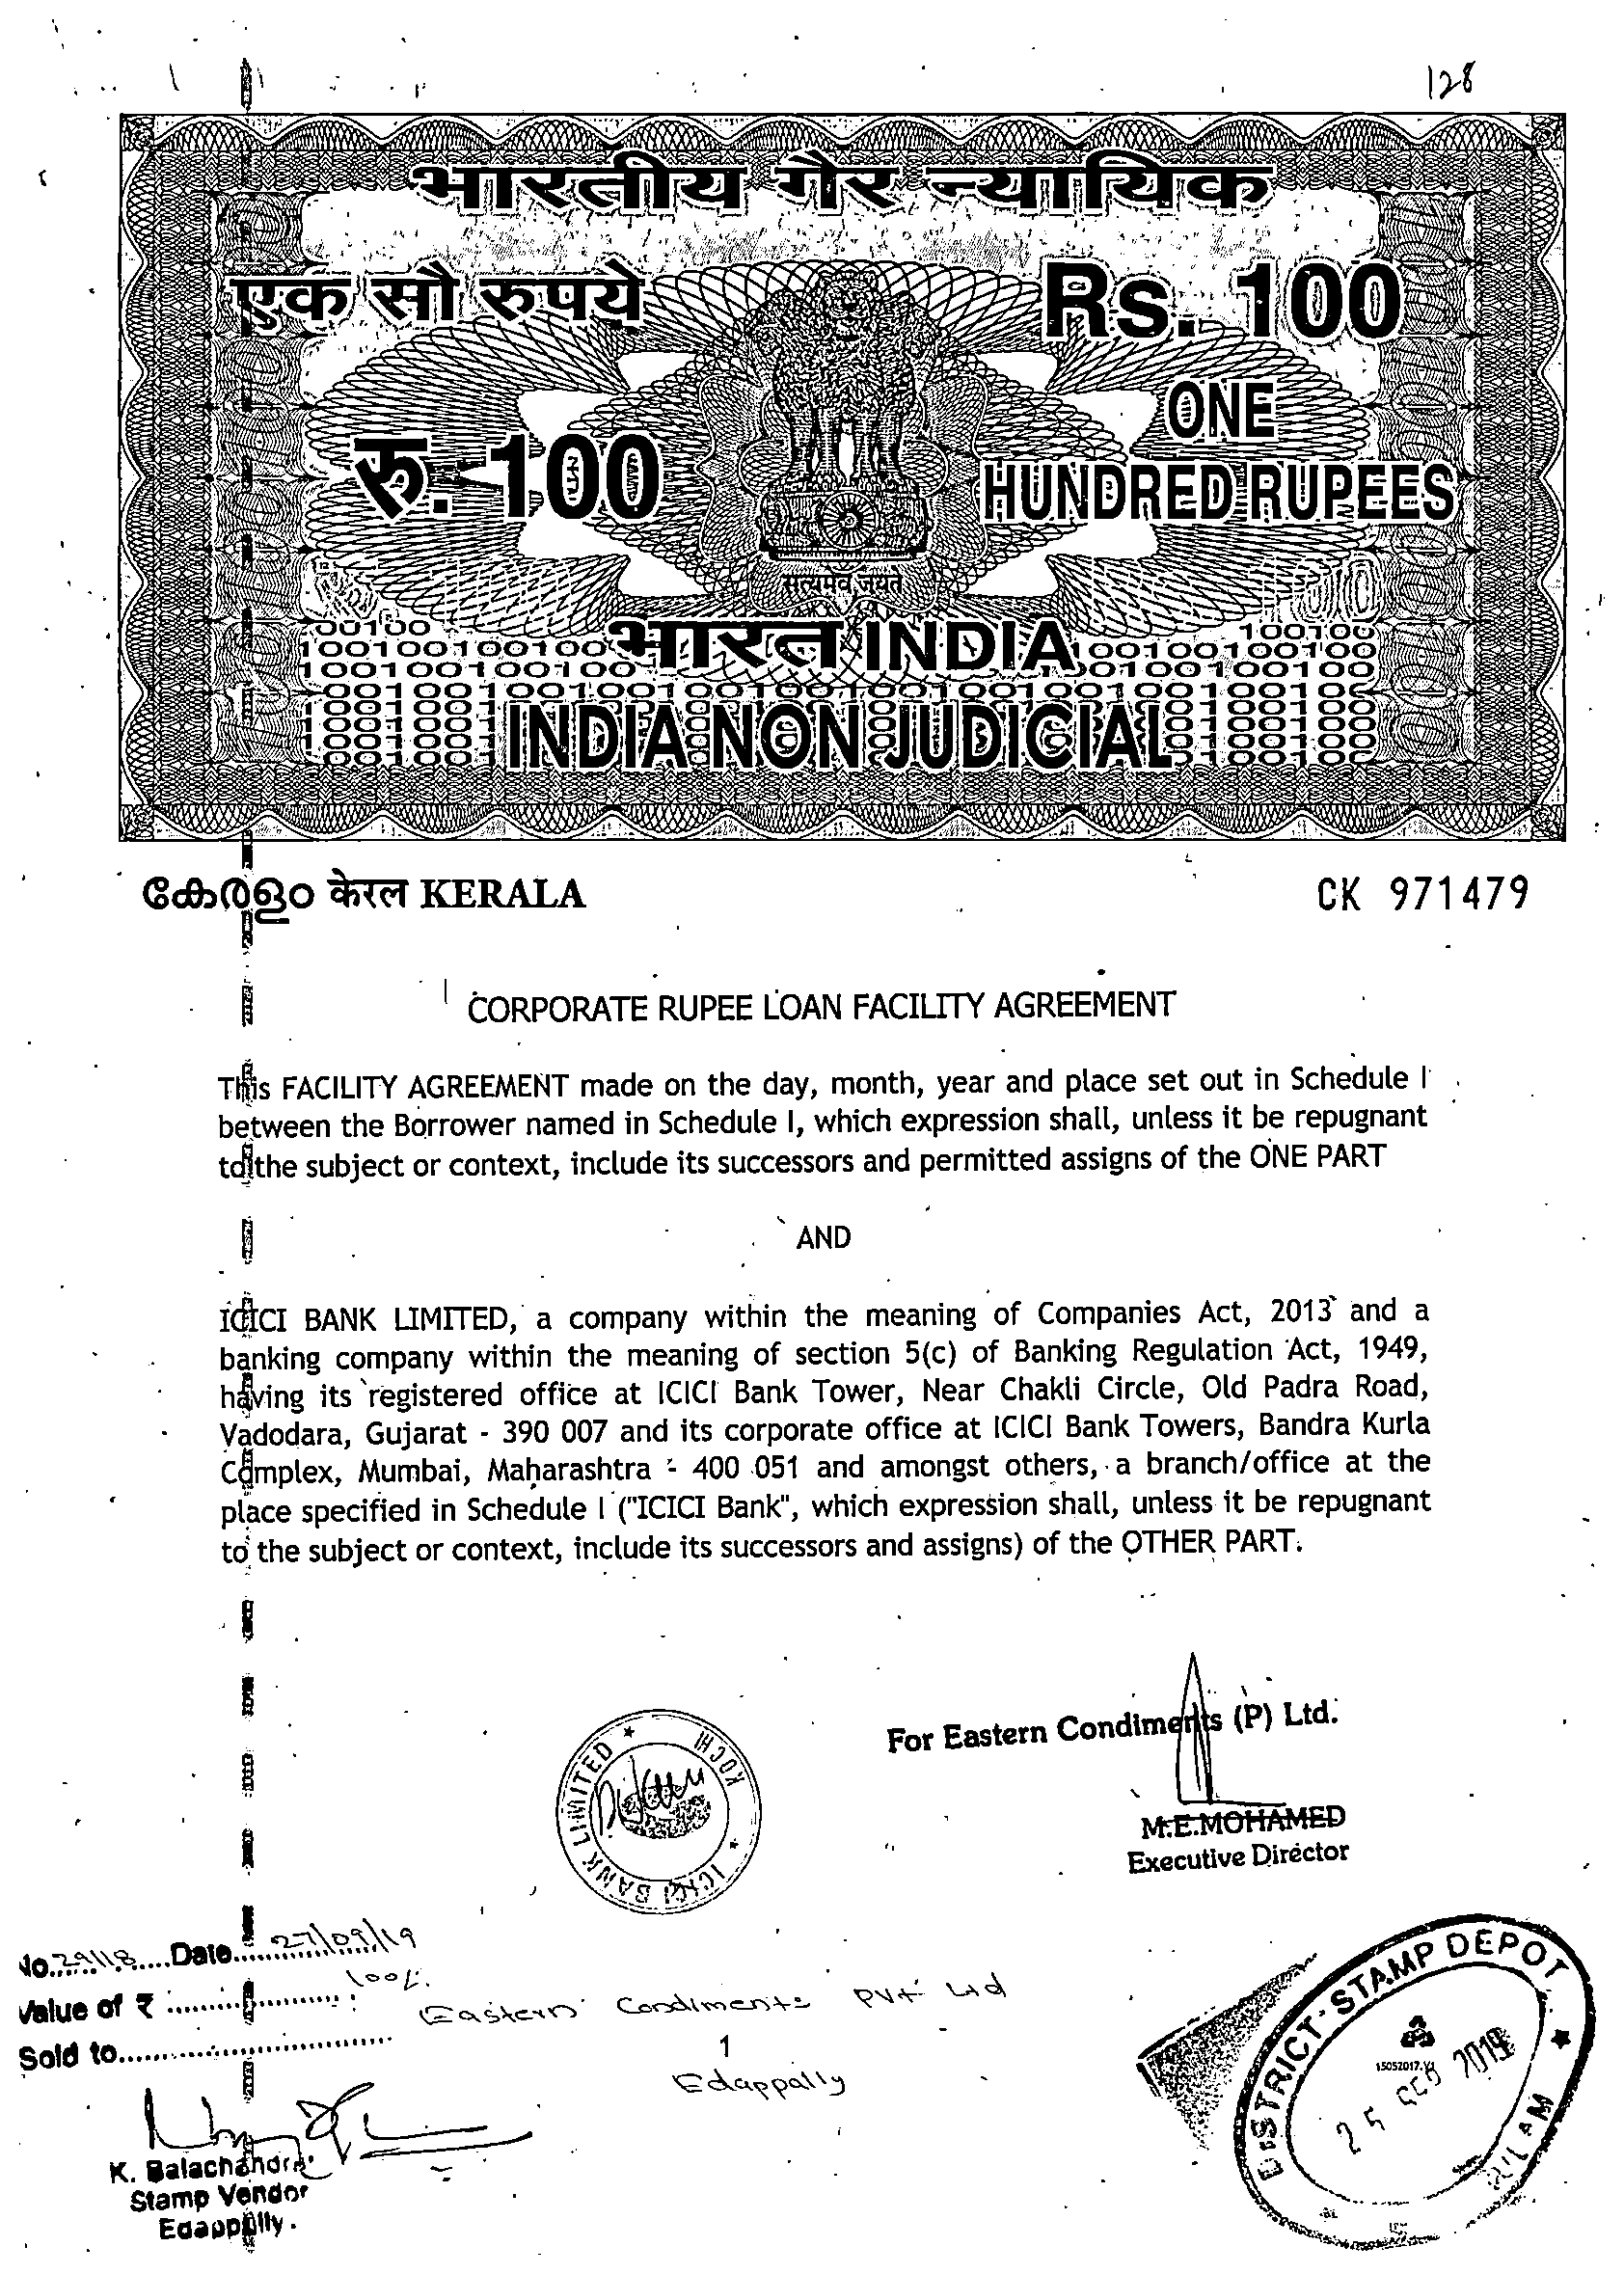 128
भारतीय गैर न्यायिक
एक सौ रुपये
Rs. 100
रु. 100
ONE
HUNDRED RUPEES
सत्यमेव जयते
भारत INDIA
INDIA NON JUDICIAL
കേരളം केरल KERALA
CK 971479
CORPORATE RUPEE LOAN FACILITY AGREEMENT
This FACILITY AGREEMENT made on the day, month, year and place set out in Schedule I
between the Borrower named in Schedule I, which expression shall, unless it be repugnant
to the subject or context, include its successors and permitted assigns of the ONE PART
AND
ICICI BANK LIMITED, a company within the meaning of Companies Act, 2013 and a
banking company within the meaning of section 5(c) of Banking Regulation Act, 1949,
having its registered office at ICICI Bank Tower, Near Chakli Circle, Old Padra Road,
Vadodara, Gujarat - 390 007 and its corporate office at ICICI Bank Towers, Bandra Kurla
Complex, Mumbai, Maharashtra - 400 051 and amongst others, a branch/office at the
place specified in Schedule I ("ICICI Bank", which expression shall, unless it be repugnant
to the subject or context, include its successors and assigns) of the OTHER PART.
For Eastern Condiments (P) Ltd.
M.E.MOHAMED
Executive Director
ICICI BANK LIMITED * KOCHI *
No. 29118 Date 27/09/19
Value of ₹ 100/-
Sold to Eastern Condiments Pvt Ltd
1
Edappally
K. Balachandra
Stamp Vendor
Edappally.
DISTRICT STAMP DEPOT
15052017.V1
2019